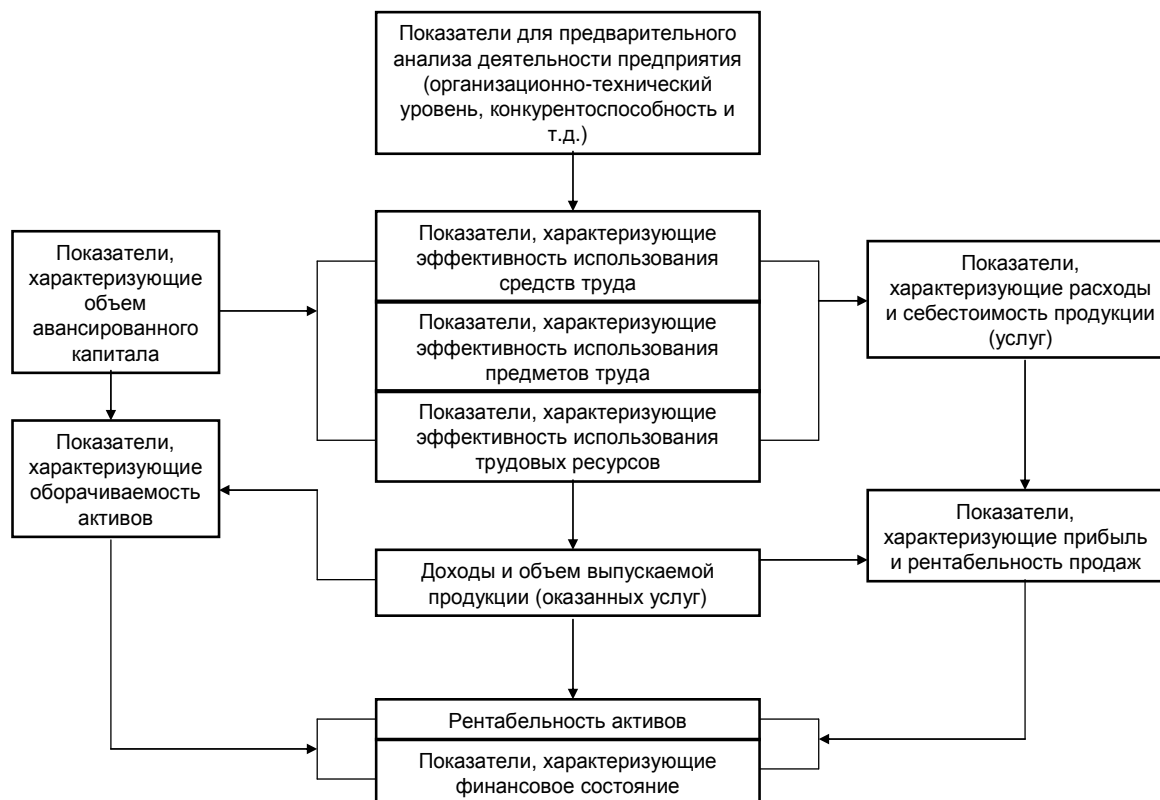 Показатели для предварительного
анализа деятельности предприятия
(организационно-технический
уровень, конкурентоспособность и
т.д.)
Показатели,
характеризующие
объем
авансированного
капитала
Показатели, характеризующие
эффективность использования
средств труда
Показатели, характеризующие
эффективность использования
предметов труда
Показатели, характеризующие
эффективность использования
трудовых ресурсов
Показатели,
характеризующие расходы
и себестоимость продукции
(услуг)
Показатели,
характеризующие
оборачиваемость
активов
Доходы и объем выпускаемой
продукции (оказанных услуг)
Показатели,
характеризующие прибыль
и рентабельность продаж
Рентабельность активов
Показатели, характеризующие
финансовое состояние